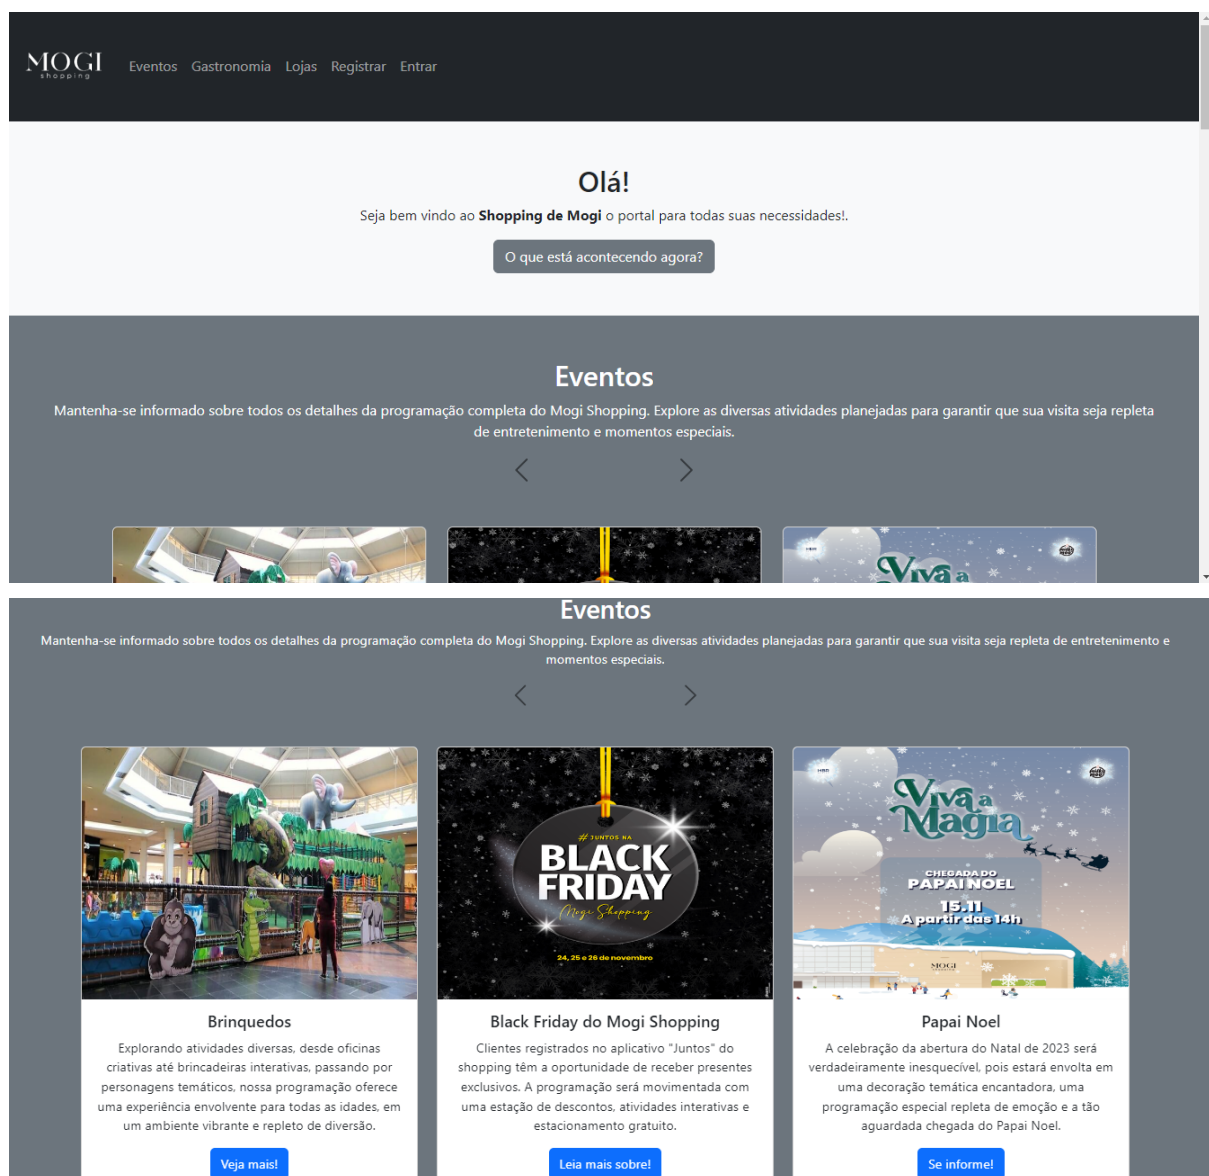 MOGI
shopping
Eventos Gastronomia Lojas Registrar Entrar
Olá!
Seja bem vindo ao Shopping de Mogi o portal para todas suas necessidades!.
O que está acontecendo agora?
Eventos
Mantenha-se informado sobre todos os detalhes da programação completa do Mogi Shopping. Explore as diversas atividades planejadas para garantir que sua visita seja repleta
de entretenimento e momentos especiais.
Viva a
Eventos
Mantenha-se informado sobre todos os detalhes da programação completa do Mogi Shopping. Explore as diversas atividades planejadas para garantir que sua visita seja repleta de entretenimento e
momentos especiais.
# JUNTOS NA
BLACK
FRIDAY
Mogi Shopping
24, 25 e 26 de novembro
Viva a
Magia
CHEGADA DO
PAPAI NOEL
15.11
A partir das 14h
MOGI
Brinquedos
Explorando atividades diversas, desde oficinas
criativas até brincadeiras interativas, passando por
personagens temáticos, nossa programação oferece
uma experiência envolvente para todas as idades, em
um ambiente vibrante e repleto de diversão.
Veja mais!
Black Friday do Mogi Shopping
Clientes registrados no aplicativo "Juntos" do
shopping têm a oportunidade de receber presentes
exclusivos. A programação será movimentada com
uma estação de descontos, atividades interativas e
estacionamento gratuito.
Leia mais sobre!
Papai Noel
A celebração da abertura do Natal de 2023 será
verdadeiramente inesquecível, pois estará envolta em
uma decoração temática encantadora, uma
programação especial repleta de emoção e a tão
aguardada chegada do Papai Noel.
Se informe!